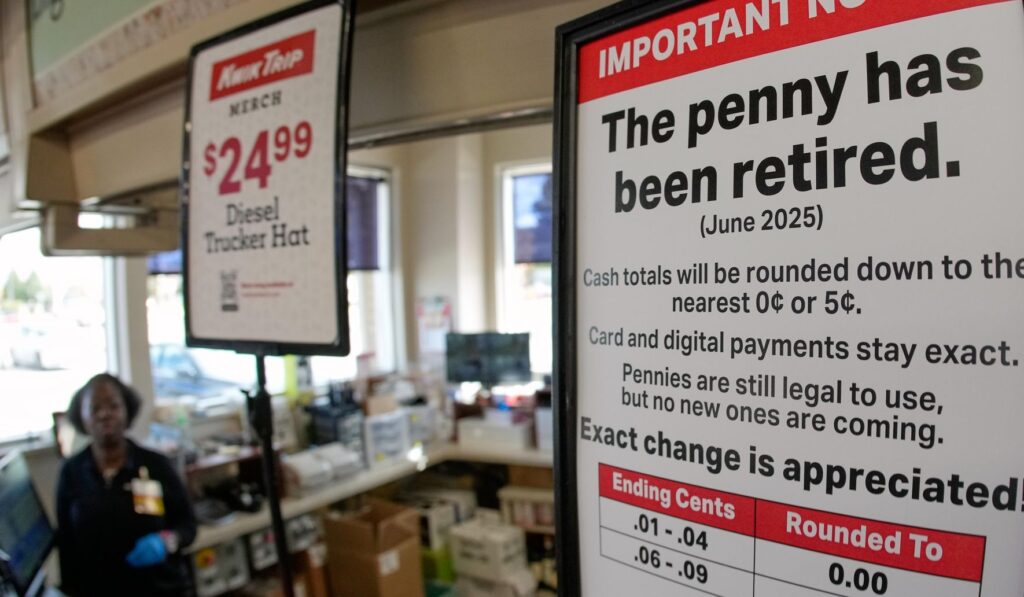 KWIK TRIP
MERCH
$24.99
Diesel
Trucker Hat
IMPORTANT
The penny has
been retired.
(June 2025)
Cash totals will be rounded down to the
nearest 0¢ or 5¢.
Card and digital payments stay exact.
Pennies are still legal to use,
but no new ones are coming.
Exact change is appreciated!
Ending Cents Rounded To
.01 - .04 0.00
.06 - .09